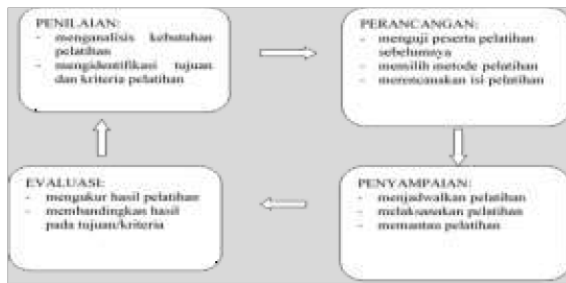 PENILAIAN:
- menganalisis kebutuhan
pelatihan
- mengidentifikasi tujuan
dan kriteria pelatihan
PERANCANGAN:
- menguji peserta pelatihan
sebelumnya
- memilih metode pelatihan
- merencanakan isi pelatihan
EVALUASI:
- mengukur hasil pelatihan
- membandingkan hasil
pada tujuan/kriteria
PENYAMPAIAN:
- menjadwalkan pelatihan
- melaksanakan pelatihan
- memantau pelatihan